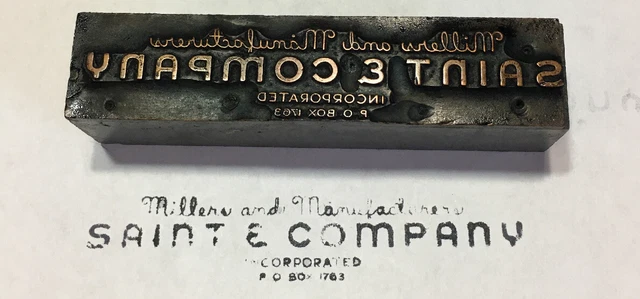 Millers and Manufacturers
SAINT & COMPANY
INCORPORATED
P O BOX 1763
Millers and Manufacturers
SAINT & COMPANY
INCORPORATED
P O BOX 1763